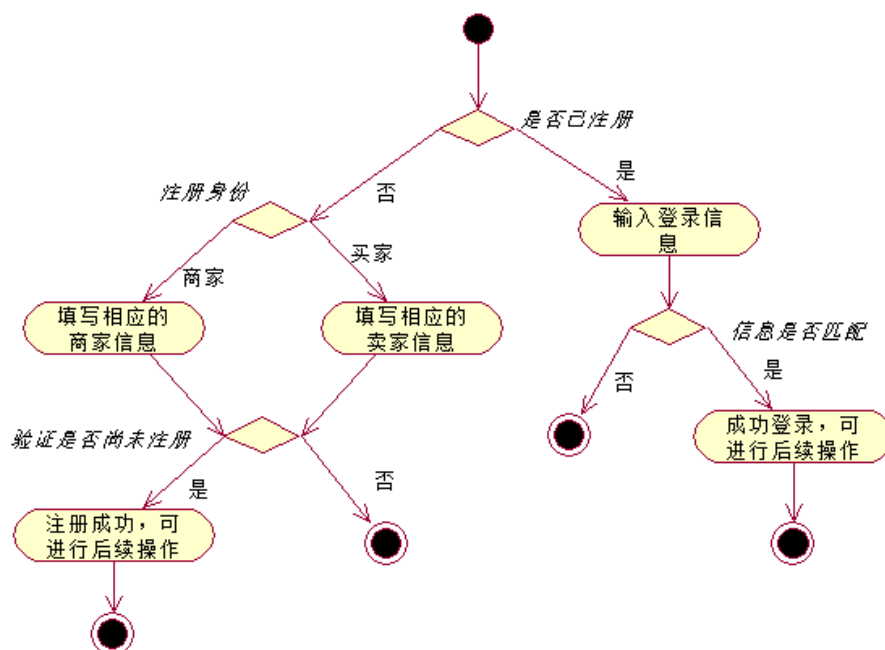 是否已注册
是
否
注册身份
输入登录信
息
买家
商家
填写相应的
商家信息
填写相应的
卖家信息
信息是否匹配
是
否
成功登录，可
进行后续操作
验证是否尚未注册
是
否
注册成功，可
进行后续操作